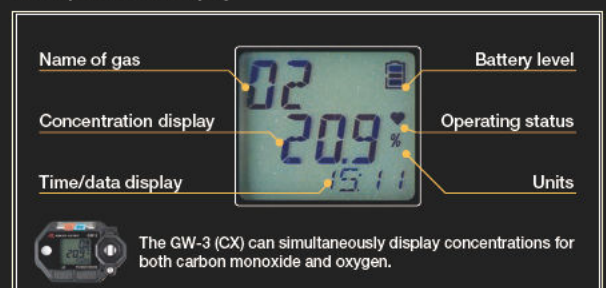 Name of gas
Battery level
O2
Concentration display
Operating status
20.9 %
Time/data display
15:11
Units
The GW-3 (CX) can simultaneously display concentrations for
both carbon monoxide and oxygen.